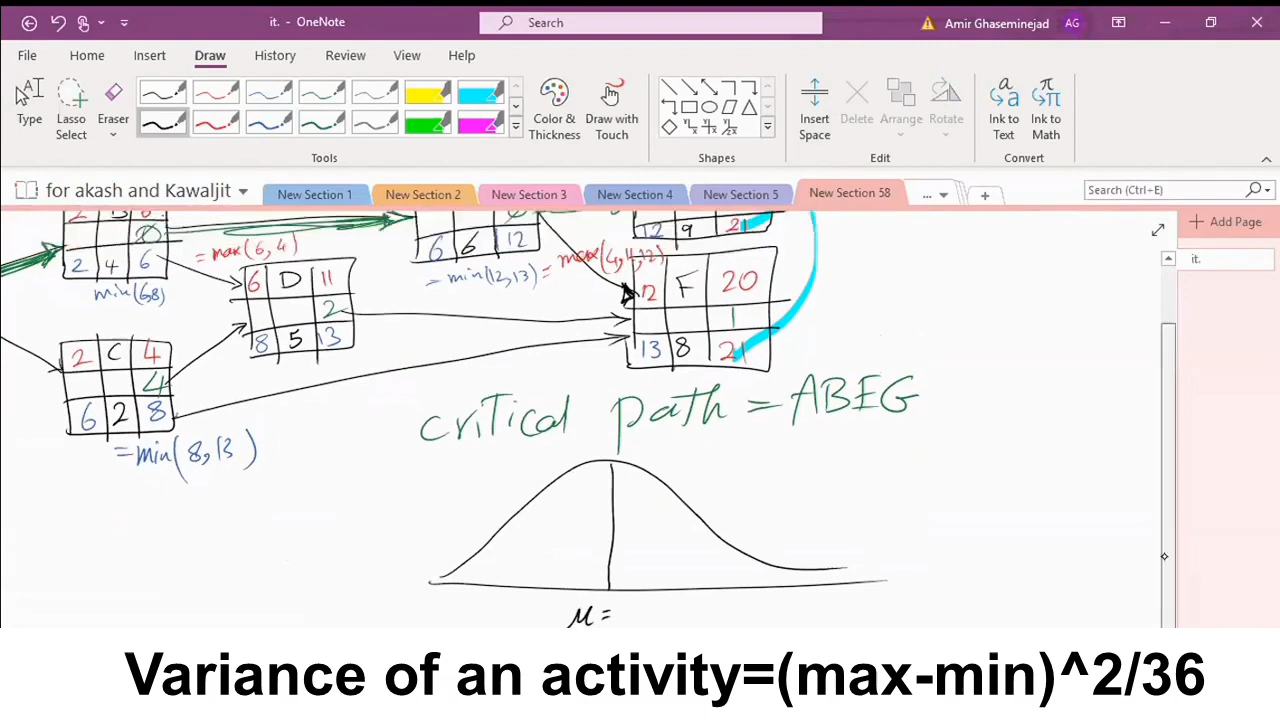 it. - OneNote
Search
Amir Ghaseminejad AG
File Home Insert Draw History Review View Help
Type
Lasso Select
Eraser
Color & Thickness
Draw with Touch
Insert Space
Delete
Arrange
Rotate
Ink to Text
Ink to Math
Tools
Shapes
Edit
Convert
for akash and Kawaljit
New Section 1 New Section 2 New Section 3 New Section 4 New Section 5 New Section 58 ...
Search (Ctrl+E)
Add Page
it.
2 4 6
min(6,8)
= max(6, 4)
6 D 11
2
8 5 13
2 C 4
4
6 2 8
= min(8, 13)
6 6 12
= min(12, 13)
= max(4, 11, 12)
12 9 21
12 F 20
1
13 8 21
critical path = ABEG
μ =
Variance of an activity=(max-min)^2/36